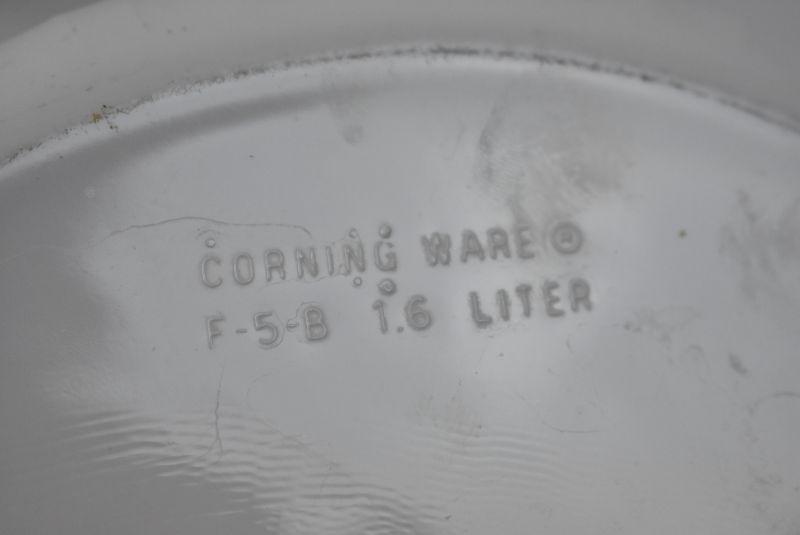 CORNING WARE ®
F-5-B 1.6 LITER